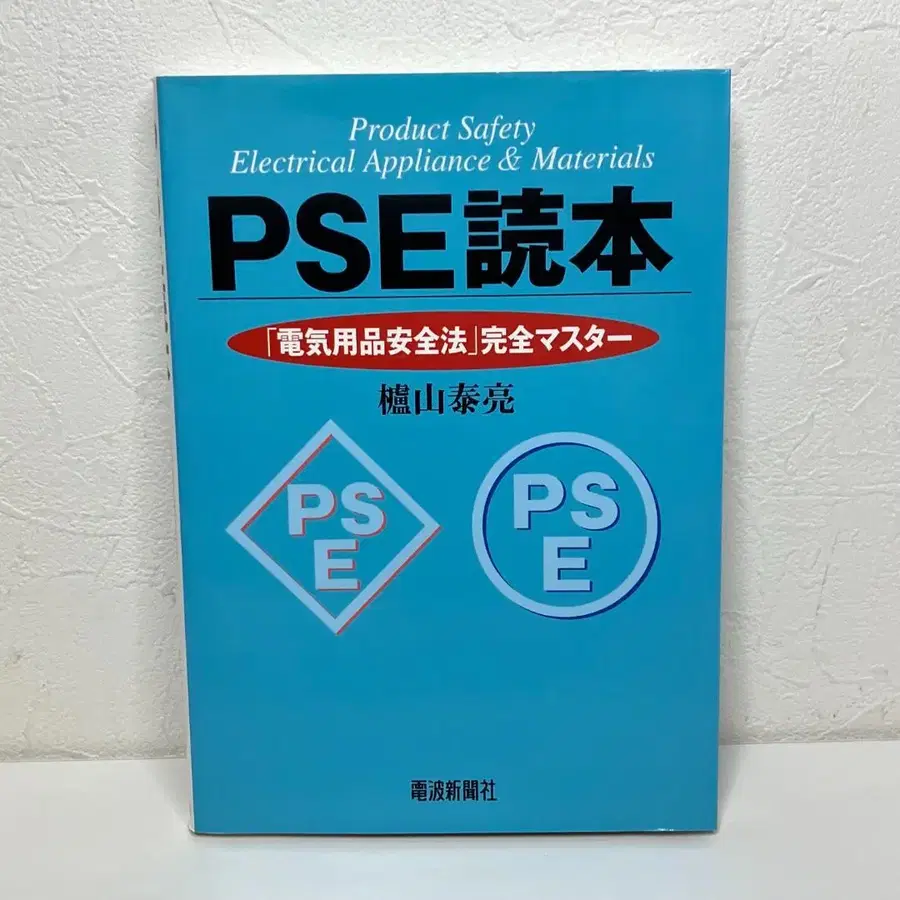 Product Safety
Electrical Appliance & Materials
PSE読本
「電気用品安全法」完全マスター
櫨山泰亮
PS
E
PS
E
電波新聞社